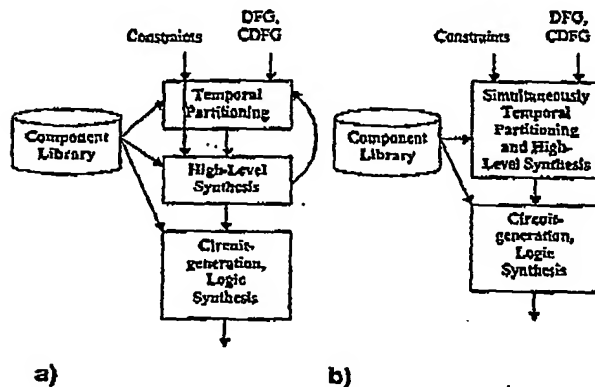 Constraints
DFG,
CDFG
Temporal
Partitioning
Component
Library
High-Level
Synthesis
Circuit-
generation,
Logic
Synthesis
a)
Constraints
DFG,
CDFG
Simultaneously
Temporal
Partitioning
and High-
Level Synthesis
Component
Library
Circuit-
generation,
Logic
Synthesis
b)